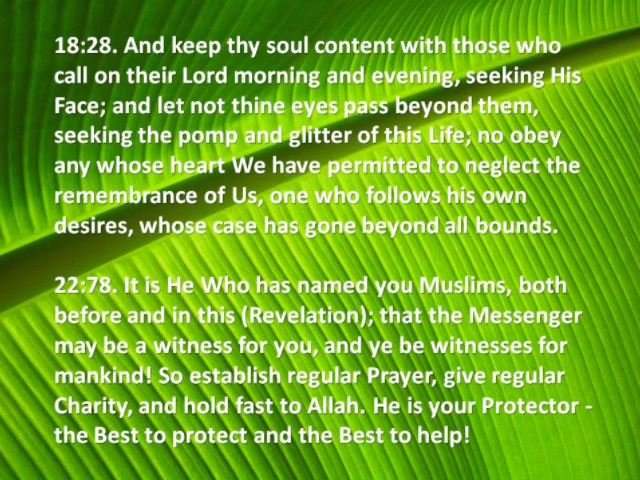 18:28. And keep thy soul content with those who
call on their Lord morning and evening, seeking His
Face; and let not thine eyes pass beyond them,
seeking the pomp and glitter of this Life; no obey
any whose heart We have permitted to neglect the
remembrance of Us, one who follows his own
desires, whose case has gone beyond all bounds.
22:78. It is He Who has named you Muslims, both
before and in this (Revelation); that the Messenger
may be a witness for you, and ye be witnesses for
mankind! So establish regular Prayer, give regular
Charity, and hold fast to Allah. He is your Protector -
the Best to protect and the Best to help!